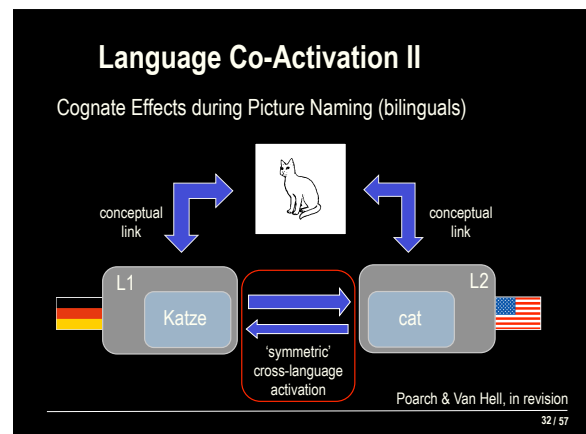 Language Co-Activation II
Cognate Effects during Picture Naming (bilinguals)
conceptual
link
conceptual
link
L1
Katze
L2
cat
‘symmetric’
cross-language
activation
Poarch & Van Hell, in revision
32 / 57